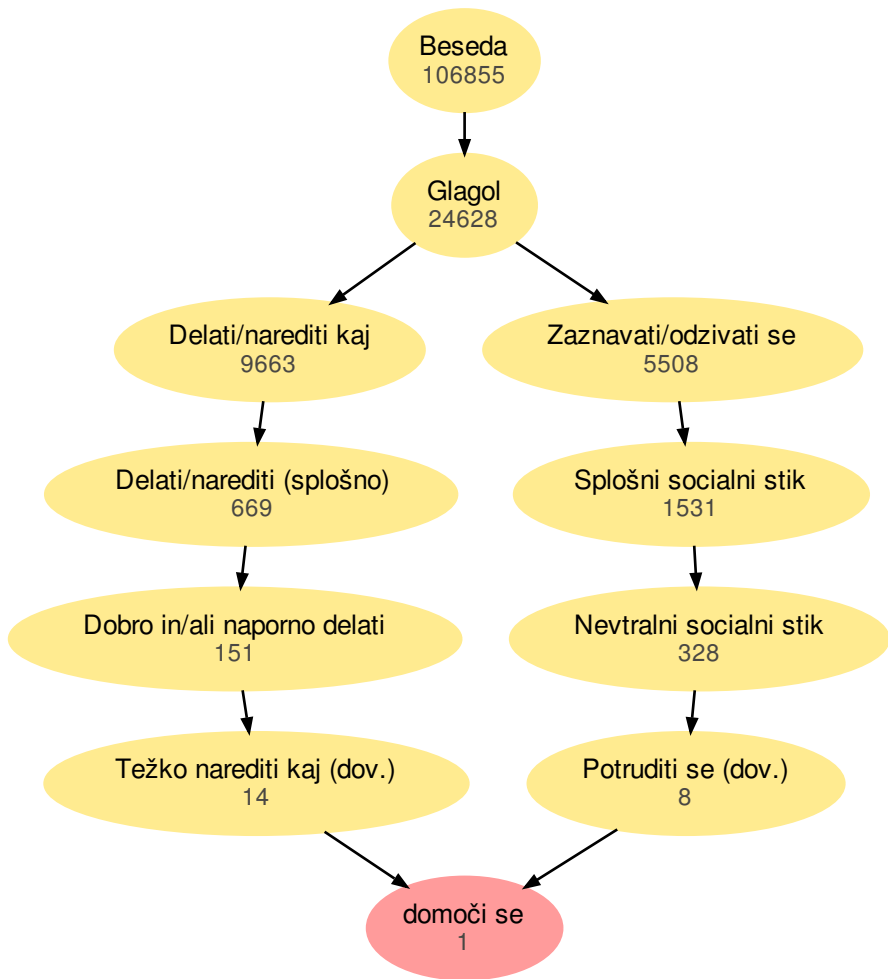 Beseda
106855
Glagol
24628
Delati/narediti kaj
9663
Zaznavati/odzivati se
5508
Delati/narediti (splošno)
669
Splošni socialni stik
1531
Dobro in/ali naporno delati
151
Nevtralni socialni stik
328
Težko narediti kaj (dov.)
14
Potruditi se (dov.)
8
domoči se
1